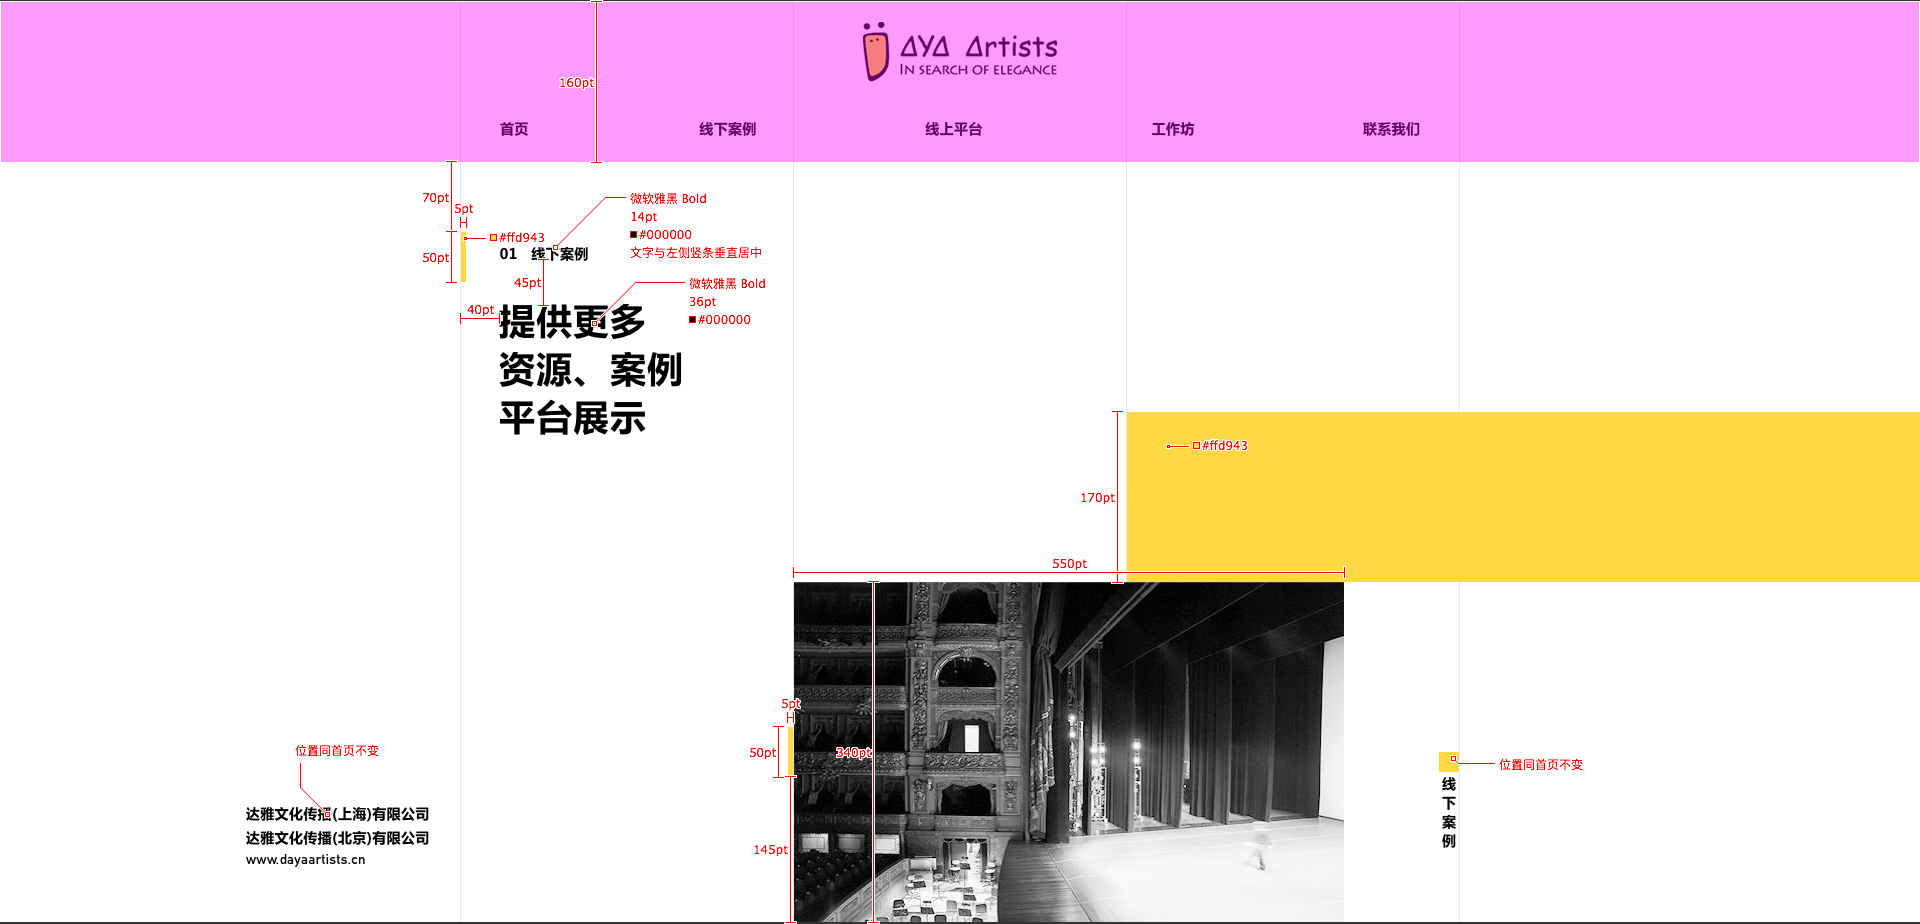 ΔYΔ Δrtists
IN SEARCH OF ELEGANCE
160pt
首页
线下案例
线上平台
工作坊
联系我们
70pt
5pt
#ffd943
50pt
01 线下案例
微软雅黑 Bold
14pt
#000000
文字与左侧竖条垂直居中
45pt
40pt
微软雅黑 Bold
36pt
#000000
提供更多
资源、案例
平台展示
#ffd943
170pt
550pt
5pt
50pt
340pt
145pt
位置同首页不变
达雅文化传播(上海)有限公司
达雅文化传播(北京)有限公司
www.dayaartists.cn
位置同首页不变
线下案例